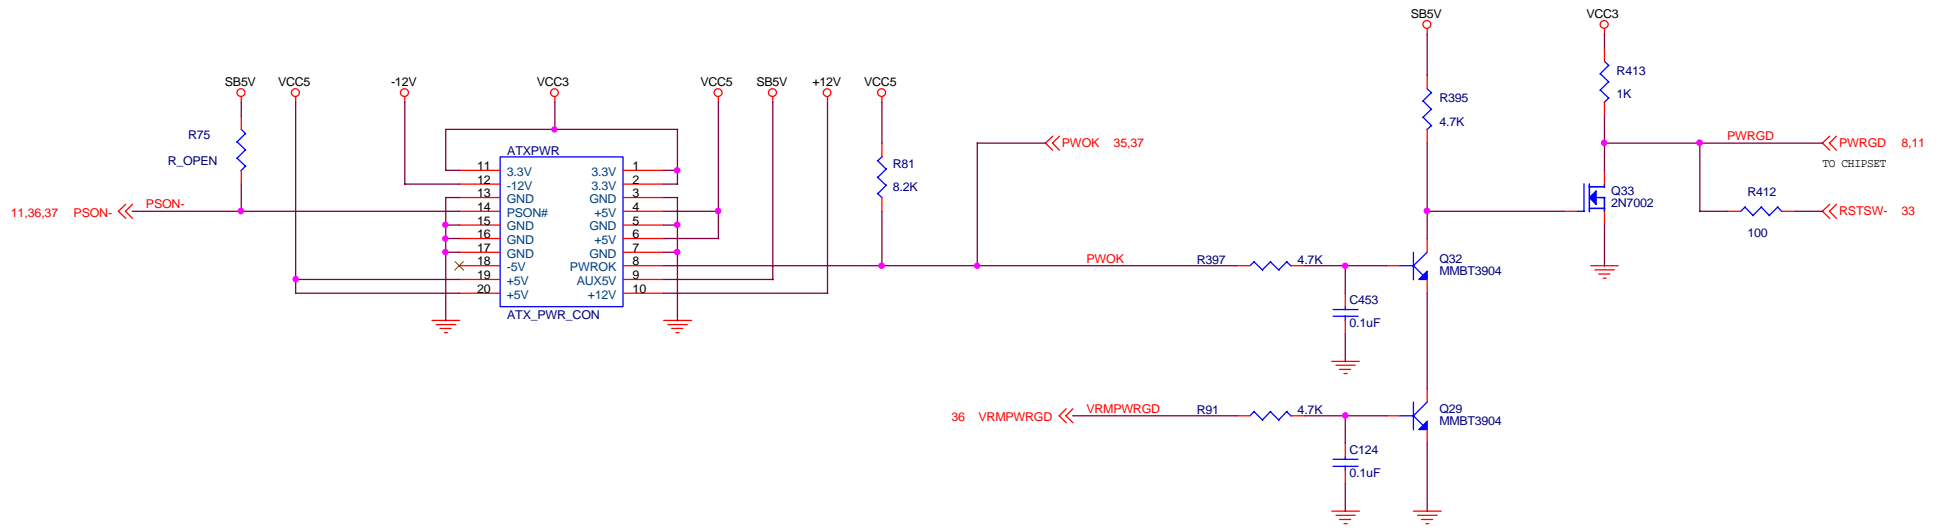 SB5V
VCC3
SB5V
VCC5
-12V
VCC3
VCC5
SB5V
+12V
VCC5
R413
1K
R395
4.7K
R75
R_OPEN
ATXPWR
PWOK 35,37
PWRGD
PWRGD 8,11
TO CHIPSET
R81
8.2K
11 3.3V 3.3V 1
12 -12V 3.3V 2
13 GND GND 3
14 PSON# +5V 4
15 GND GND 5
16 GND +5V 6
17 GND GND 7
18 -5V PWROK 8
19 +5V AUX5V 9
20 +5V +12V 10
ATX_PWR_CON
11,36,37 PSON-
PSON-
Q33
2N7002
R412
100
RSTSW- 33
PWOK
R397
4.7K
Q32
MMBT3904
C453
0.1uF
36 VRMPWRGD
VRMPWRGD
R91
4.7K
Q29
MMBT3904
C124
0.1uF